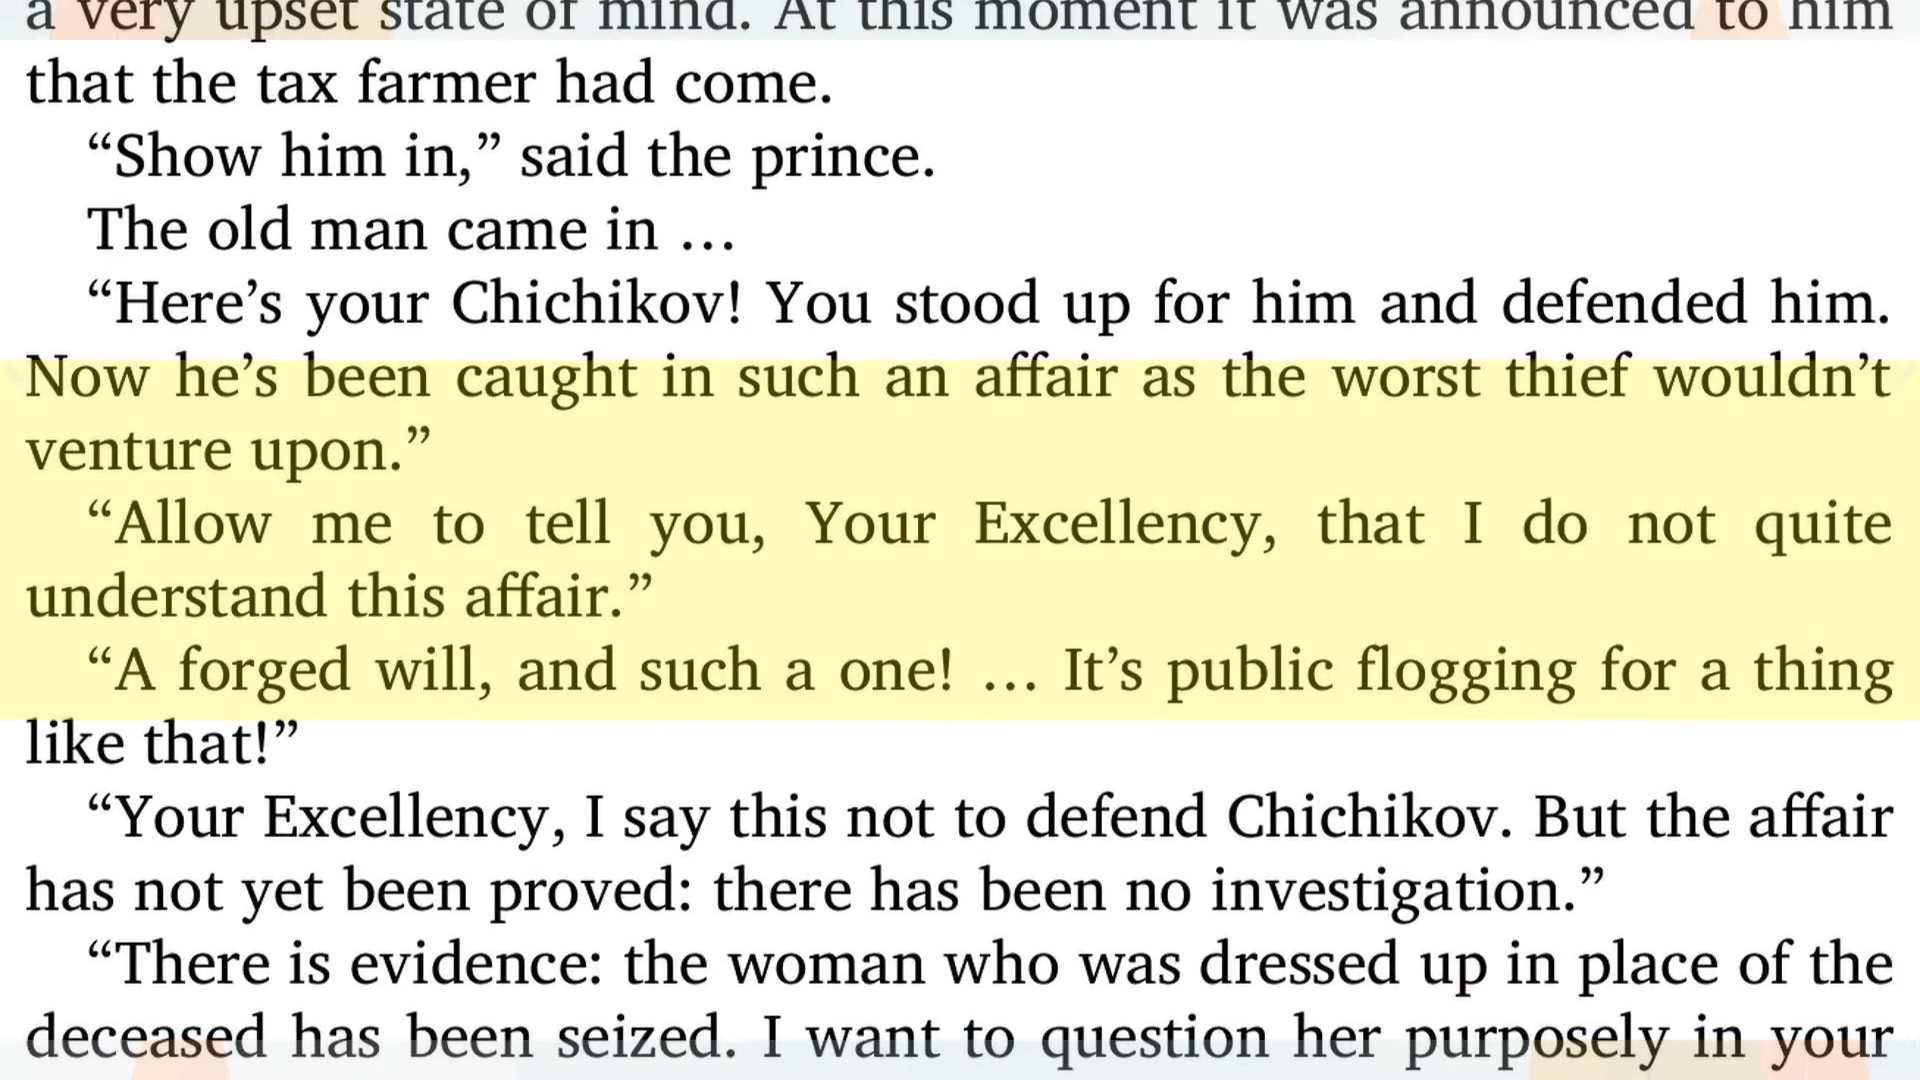 a very upset state of mind. At this moment it was announced to him
that the tax farmer had come.
“Show him in,” said the prince.
The old man came in …
“Here’s your Chichikov! You stood up for him and defended him.
Now he’s been caught in such an affair as the worst thief wouldn’t
venture upon.”
“Allow me to tell you, Your Excellency, that I do not quite
understand this affair.”
“A forged will, and such a one! … It’s public flogging for a thing
like that!”
“Your Excellency, I say this not to defend Chichikov. But the affair
has not yet been proved: there has been no investigation.”
“There is evidence: the woman who was dressed up in place of the
deceased has been seized. I want to question her purposely in your